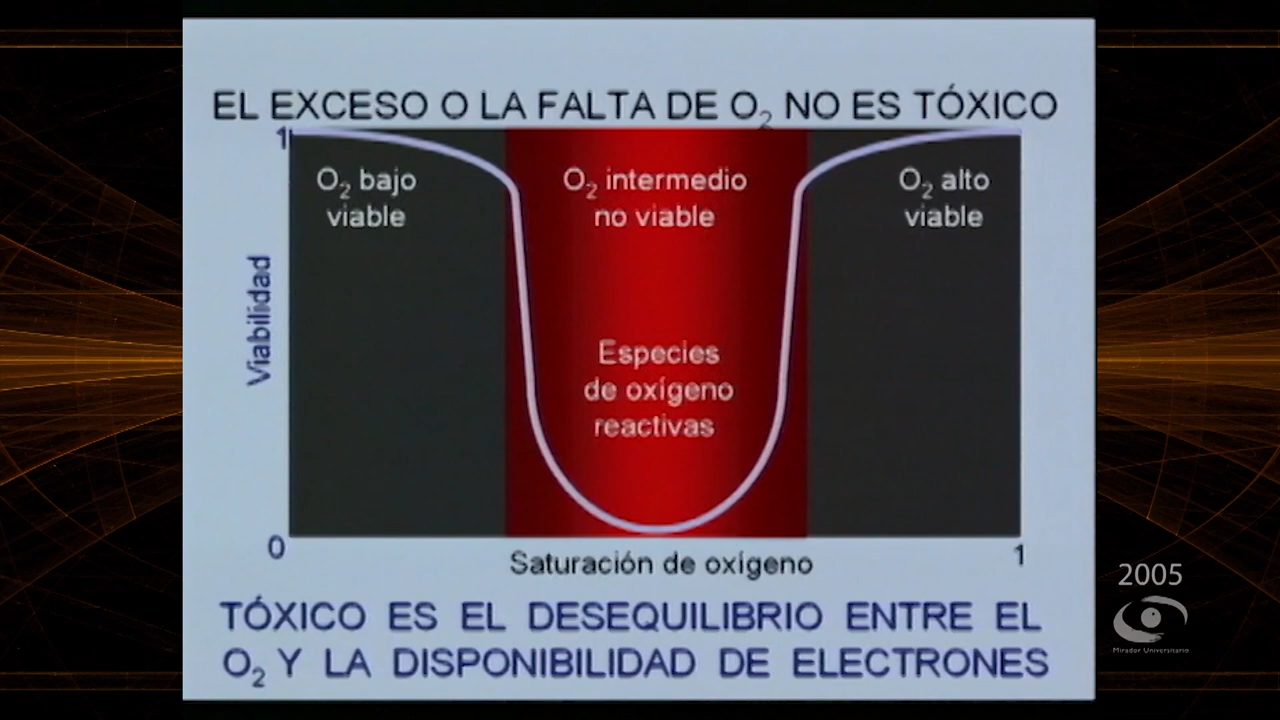 EL EXCESO O LA FALTA DE O₂ NO ES TÓXICO
1
O₂ bajo
viable
O₂ intermedio
no viable
O₂ alto
viable
Viabilidad
Especies
de oxígeno
reactivas
0
Saturación de oxígeno
1
TÓXICO ES EL DESEQUILIBRIO ENTRE EL
O₂ Y LA DISPONIBILIDAD DE ELECTRONES
2005
Mirador Universitario